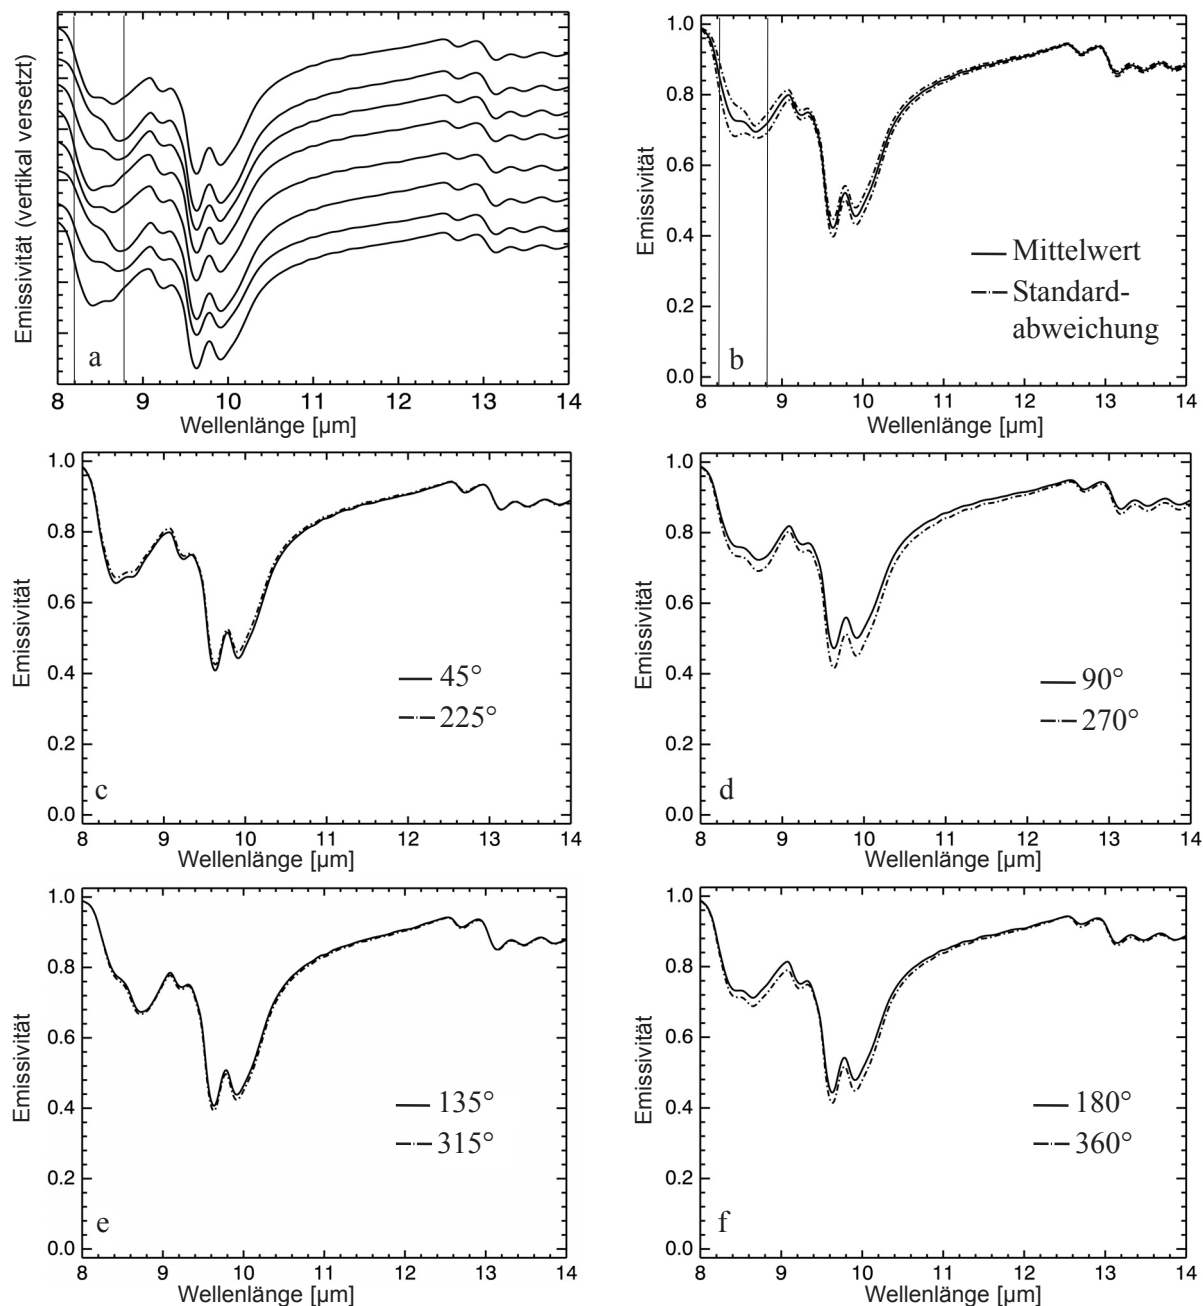 Emissivität (vertikal versetzt)
a
8 9 10 11 12 13 14
Wellenlänge [µm]
Emissivität
1.0
0.8
0.6
0.4
0.2
0.0
Mittelwert
Standard-
abweichung
b
8 9 10 11 12 13 14
Wellenlänge [µm]
Emissivität
1.0
0.8
0.6
0.4
0.2
0.0
45°
225°
c
8 9 10 11 12 13 14
Wellenlänge [µm]
Emissivität
1.0
0.8
0.6
0.4
0.2
0.0
90°
270°
d
8 9 10 11 12 13 14
Wellenlänge [µm]
Emissivität
1.0
0.8
0.6
0.4
0.2
0.0
135°
315°
e
8 9 10 11 12 13 14
Wellenlänge [µm]
Emissivität
1.0
0.8
0.6
0.4
0.2
0.0
180°
360°
f
8 9 10 11 12 13 14
Wellenlänge [µm]